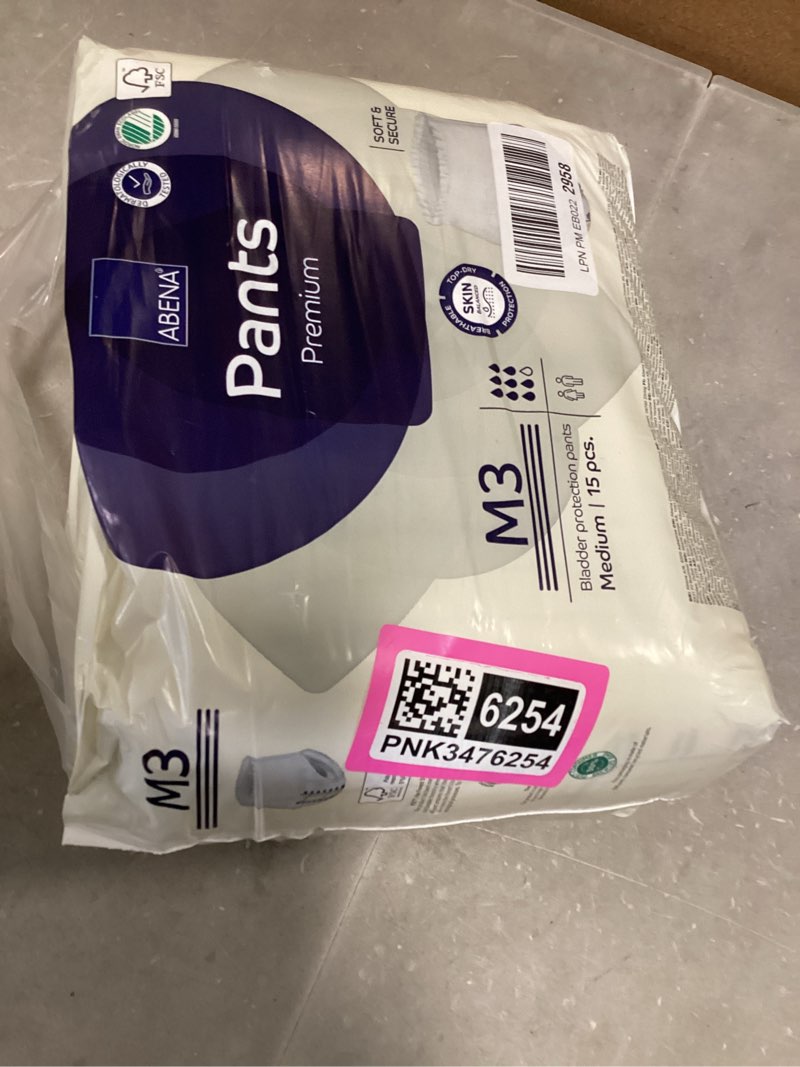 FSC
DERMATOLOGICALLY TESTED
ABENA®
Pants
Premium
SOFT &
SECURE
LPN PM EB022 2958
TOP-DRY
SKIN
BALANCED
BREATHABLE
PROTECTION
M3
Bladder protection pants
Medium | 15 pcs.
6254
PNK3476254
M3